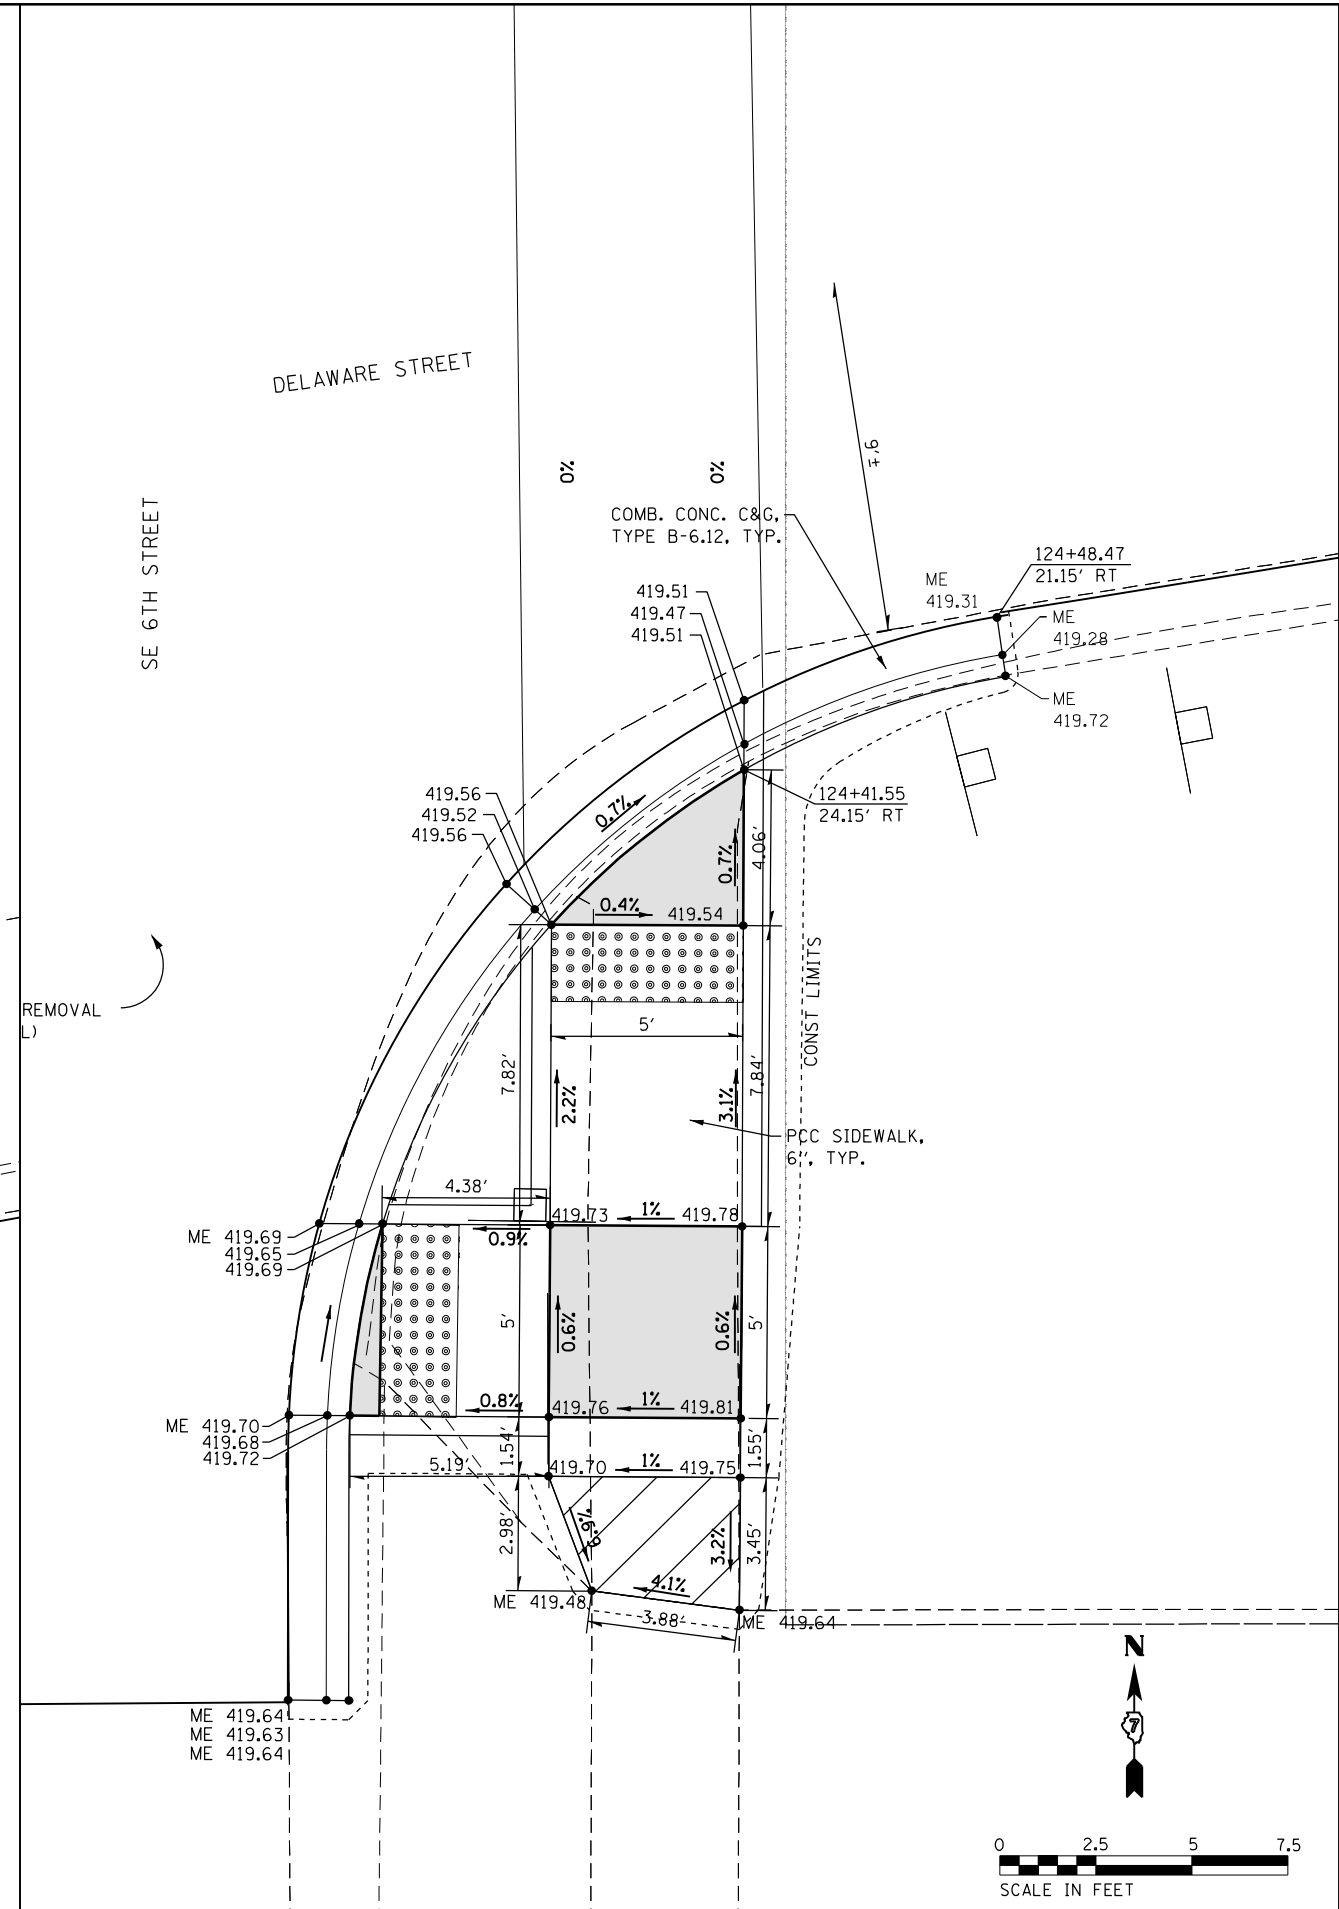 DELAWARE STREET
SE 6TH STREET
0%
0%
9' ±
COMB. CONC. C&G,
TYPE B-6.12, TYP.
124+48.47
21.15' RT
ME
419.31
ME
419.28
ME
419.72
419.51
419.47
419.51
124+41.55
24.15' RT
419.56
419.52
419.56
0.7%
0.7%
4.06'
0.4%
419.54
CONST LIMITS
REMOVAL
L)
5'
7.82'
7.84'
2.2%
3.1%
PCC SIDEWALK,
6", TYP.
4.38'
419.73
1%
419.78
0.9%
ME 419.69
419.65
419.69
5'
0.6%
0.6%
5'
0.8%
419.76
1%
419.81
ME 419.70
419.68
419.72
1.54'
1.55'
5.19'
419.70
1%
419.75
2.98'
6.9%
3.2%
3.45'
4.1%
ME 419.48
3.88'
ME 419.64
ME 419.64
ME 419.63
ME 419.64
N
7
0 2.5 5 7.5
SCALE IN FEET